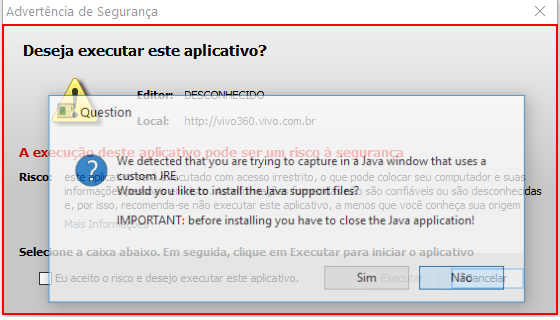 Advertência de Segurança
Deseja executar este aplicativo?
Editor: DESCONHECIDO
Local: http://vivo360.vivo.com.br
Question
A execução deste aplicativo pode ser um risco à segurança
We detected that you are trying to capture in a Java window that uses a
custom JRE.
Would you like to install the Java support files?
IMPORTANT: before installing you have to close the Java application!
Risco: este aplicativo será executado com acesso irrestrito, o que pode colocar seu computador e suas
informações são confiáveis ou são desconhecidas
e, por isso, recomenda-se não executar este aplicativo, a menos que você conheça sua origem
Mais Informações
Selecione a caixa abaixo. Em seguida, clique em Executar para iniciar o aplicativo
Eu aceito o risco e desejo executar este aplicativo.
Executar
Cancelar
Sim
Não